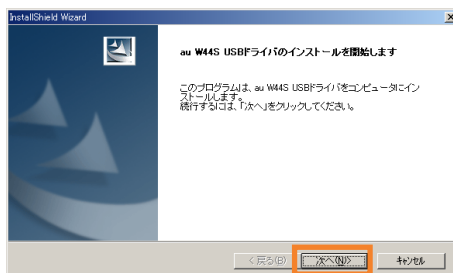 InstallShield Wizard
au W44S USBドライバのインストールを開始します
このプログラムは、au W44S USBドライバをコンピュータにイン
ストールします。
続行するには、「次へ」をクリックしてください。
< 戻る(B)
次へ(N)>
キャンセル